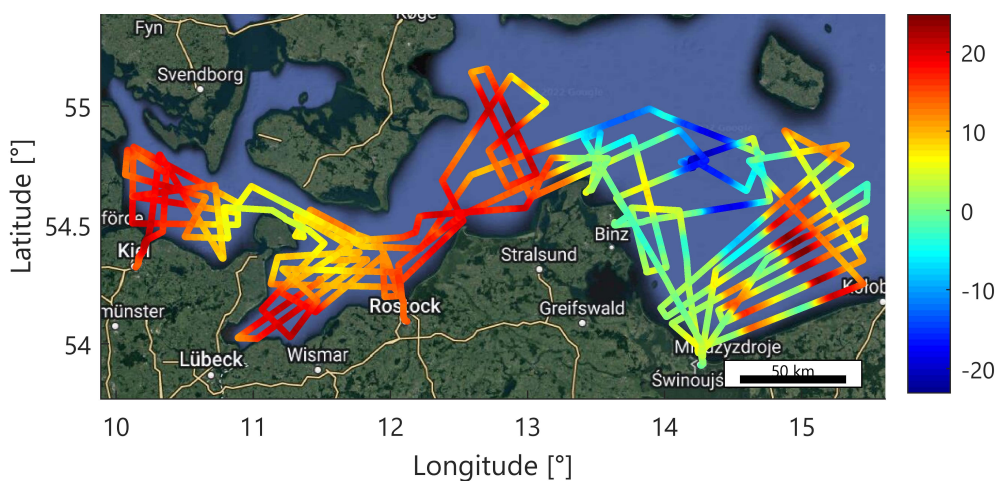 Køge
Fyn
Svendborg
55
54.5
54
Latitude [°]
förde
Kiel
münster
Lübeck
Wismar
Rostock
Stralsund
Greifswald
Binz
Kołob
Międzyzdroje
Świnoujś
50 km
10 11 12 13 14 15
Longitude [°]
20
10
0
-10
-20